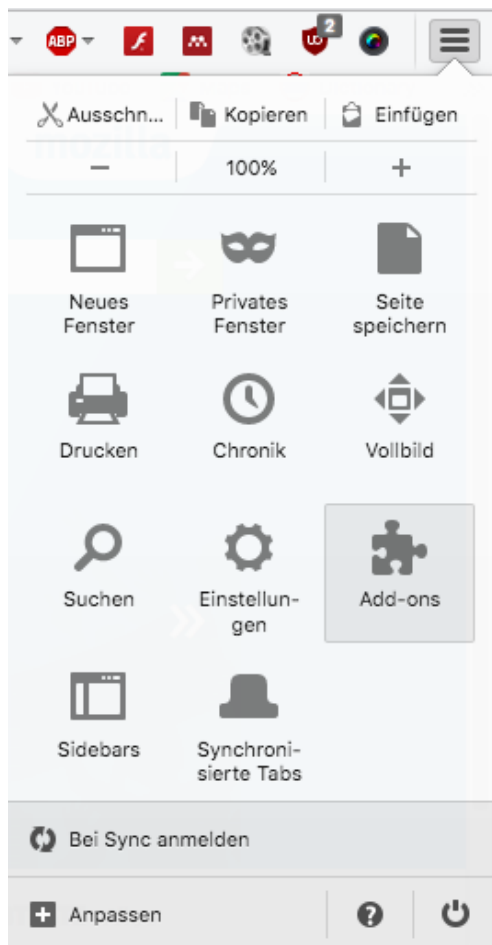 ABP
2
Ausschn...
Kopieren
Einfügen
100%
Neues
Fenster
Privates
Fenster
Seite
speichern
Drucken
Chronik
Vollbild
Suchen
Einstellun-
gen
Add-ons
Sidebars
Synchroni-
sierte Tabs
Bei Sync anmelden
Anpassen